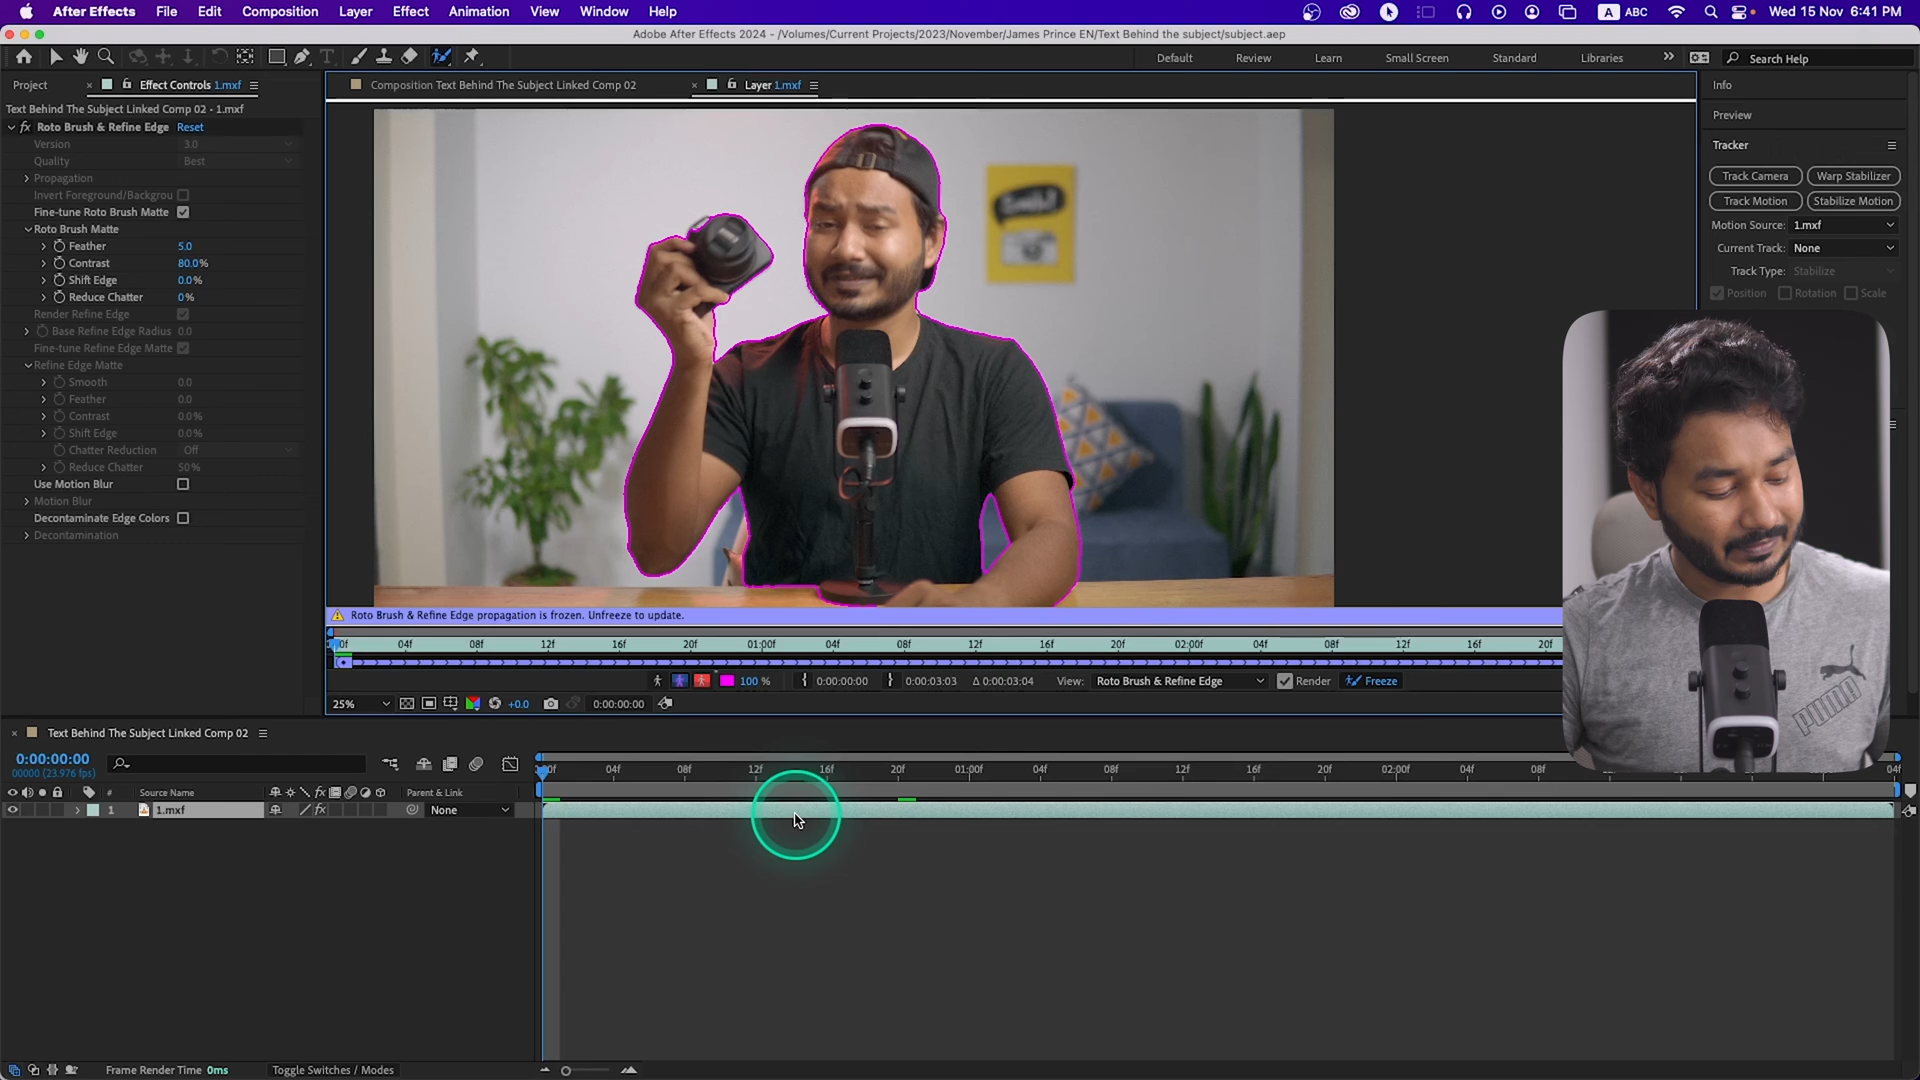 After Effects File Edit Composition Layer Effect Animation View Window Help A ABC Wed 15 Nov 6:41 PM
Adobe After Effects 2024 - /Volumes/Current Projects/2023/November/James Prince EN/Text Behind the subject/subject.aep
Default Review Learn Small Screen Standard Libraries Search Help
Project Effect Controls 1.mxf Composition Text Behind The Subject Linked Comp 02 Layer 1.mxf Info
Text Behind The Subject Linked Comp 02 - 1.mxf
fx Roto Brush & Refine Edge Reset
Version 3.0
Quality Best
Propagation
Invert Foreground/Backgrou
Fine-tune Roto Brush Matte
Roto Brush Matte
Feather 5.0
Contrast 80.0%
Shift Edge 0.0%
Reduce Chatter 0%
Render Refine Edge
Base Refine Edge Radius 0.0
Fine-tune Refine Edge Matte
Refine Edge Matte
Smooth 0.0
Feather 0.0
Contrast 0.0%
Shift Edge 0.0%
Chatter Reduction Off
Reduce Chatter 50%
Use Motion Blur
Motion Blur
Decontaminate Edge Colors
Decontamination
Preview
Tracker
Track Camera Warp Stabilizer
Track Motion Stabilize Motion
Motion Source: 1.mxf
Current Track: None
Track Type: Stabilize
Position Rotation Scale
PUMA
Roto Brush & Refine Edge propagation is frozen. Unfreeze to update.
:00f 04f 08f 12f 16f 20f 01:00f 04f 08f 12f 16f 20f 02:00f 04f 08f 12f 16f 20f
100 % 0:00:00:00 0:00:03:03 Δ 0:00:03:04 View: Roto Brush & Refine Edge Render Freeze
25% +0.0 0:00:00:00
Text Behind The Subject Linked Comp 02
0:00:00:00
00000 (23.976 fps)
:00f 04f 08f 12f 16f 20f 01:00f 04f 08f 12f 16f 20f 02:00f 04f 08f 04f
# Source Name fx Parent & Link
1 1.mxf fx None
Frame Render Time 0ms Toggle Switches / Modes